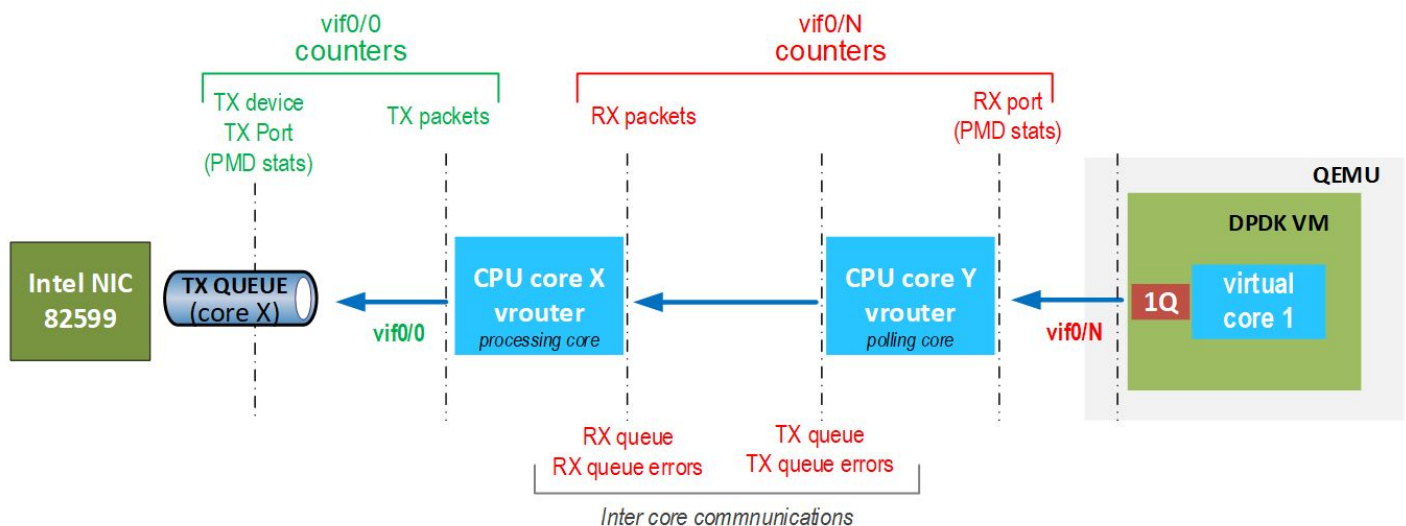 vif0/0
counters
vif0/N
counters
TX device
TX Port
(PMD stats)
TX packets
RX packets
RX port
(PMD stats)
QEMU
DPDK VM
Intel NIC
82599
TX QUEUE
(core X)
vif0/0
CPU core X
vrouter
processing core
CPU core Y
vrouter
polling core
vif0/N
1Q
virtual
core 1
RX queue
RX queue errors
TX queue
TX queue errors
Inter core commnunications